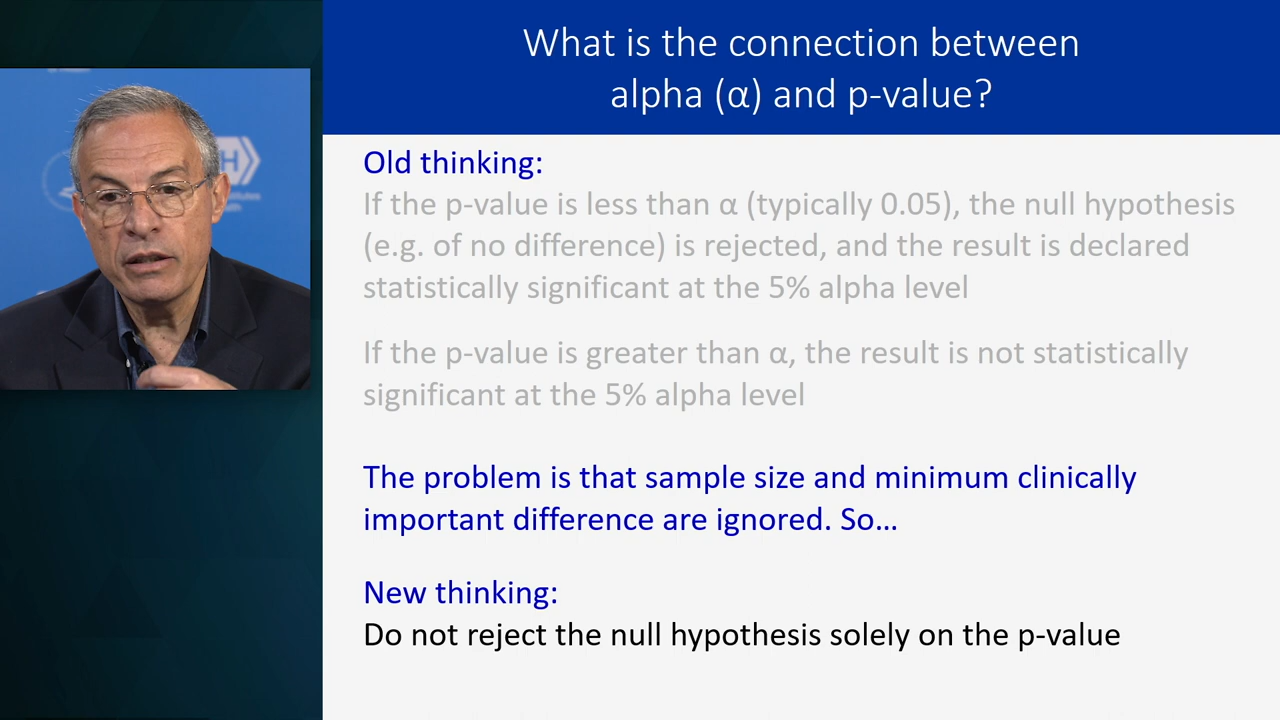 What is the connection between
alpha (α) and p-value?
Old thinking:
If the p-value is less than α (typically 0.05), the null hypothesis
(e.g. of no difference) is rejected, and the result is declared
statistically significant at the 5% alpha level
If the p-value is greater than α, the result is not statistically
significant at the 5% alpha level
The problem is that sample size and minimum clinically
important difference are ignored. So...
New thinking:
Do not reject the null hypothesis solely on the p-value
H